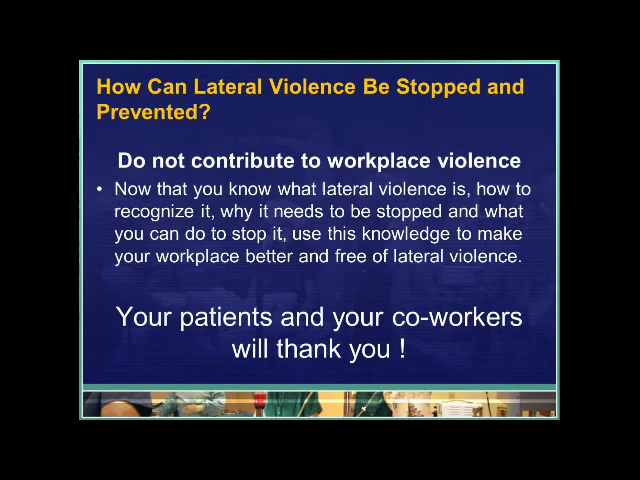 How Can Lateral Violence Be Stopped and
Prevented?
Do not contribute to workplace violence
• Now that you know what lateral violence is, how to
recognize it, why it needs to be stopped and what
you can do to stop it, use this knowledge to make
your workplace better and free of lateral violence.
Your patients and your co-workers
will thank you !